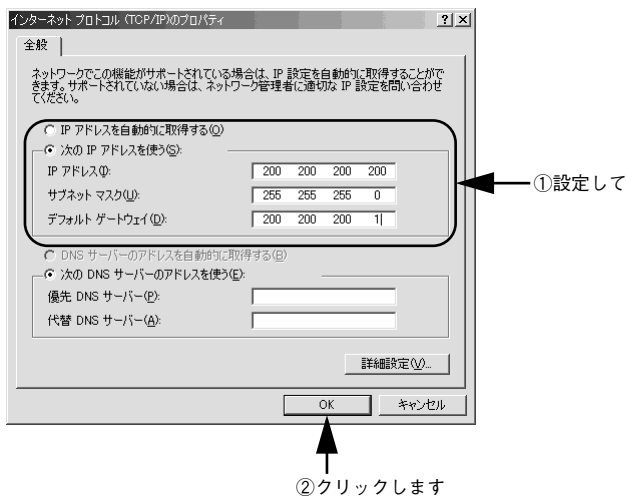 インターネット プロトコル (TCP/IP)のプロパティ
全般
ネットワークでこの機能がサポートされている場合は、IP 設定を自動的に取得することがで
きます。サポートされていない場合は、ネットワーク管理者に適切な IP 設定を問い合わせ
てください。
IP アドレスを自動的に取得する(O)
次の IP アドレスを使う(S):
IP アドレス(I): 200 200 200 200
サブネット マスク(U): 255 255 255 0
デフォルト ゲートウェイ(D): 200 200 200 1
①設定して
DNS サーバーのアドレスを自動的に取得する(B)
次の DNS サーバーのアドレスを使う(E):
優先 DNS サーバー(P):
代替 DNS サーバー(A):
詳細設定(V)...
OK キャンセル
②クリックします